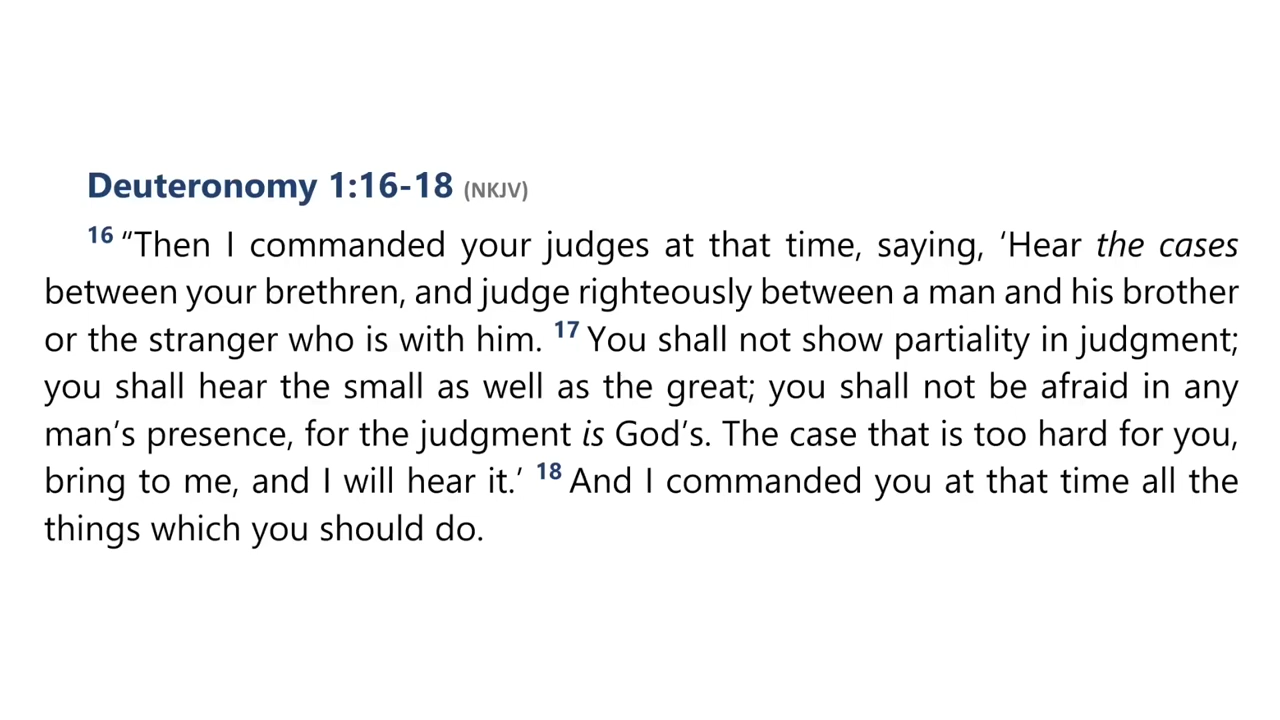 Deuteronomy 1:16-18 (NKJV)
16 “Then I commanded your judges at that time, saying, ‘Hear the cases
between your brethren, and judge righteously between a man and his brother
or the stranger who is with him. 17 You shall not show partiality in judgment;
you shall hear the small as well as the great; you shall not be afraid in any
man’s presence, for the judgment is God’s. The case that is too hard for you,
bring to me, and I will hear it.’ 18 And I commanded you at that time all the
things which you should do.